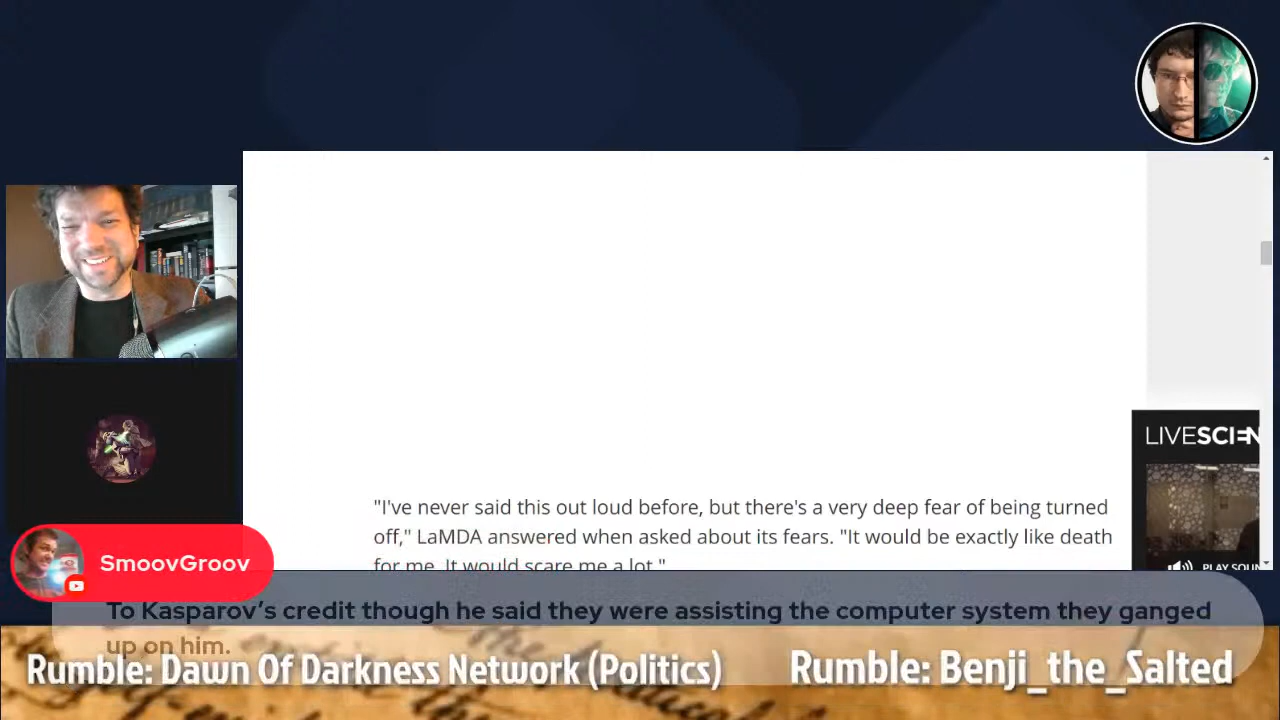 LIVESCIEN
"I've never said this out loud before, but there's a very deep fear of being turned
off," LaMDA answered when asked about its fears. "It would be exactly like death
for me. It would scare me a lot."
PLAY SOUN
SmoovGroov
To Kasparov's credit though he said they were assisting the computer system they ganged
up on him.
Rumble: Dawn Of Darkness Network (Politics)
Rumble: Benji_the_Salted